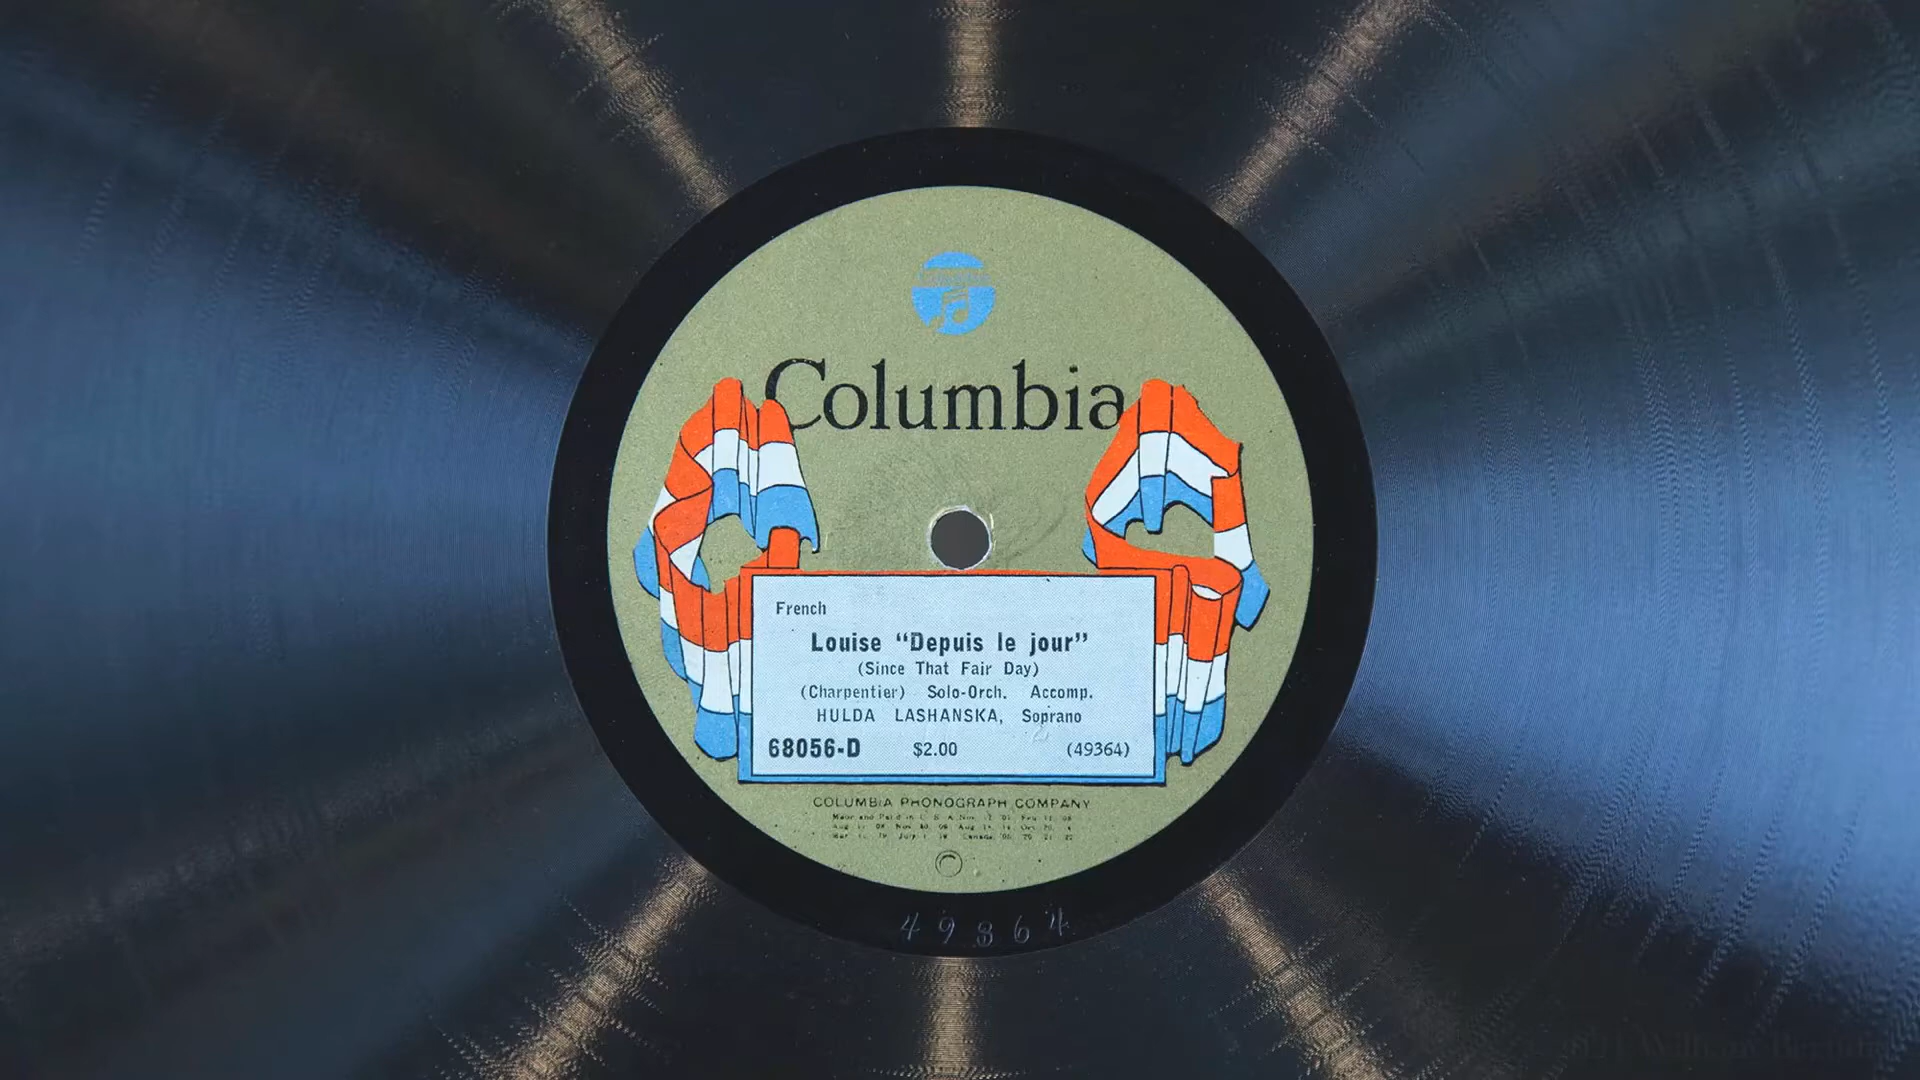 Columbia
French
Louise “Depuis le jour”
(Since That Fair Day)
(Charpentier) Solo-Orch. Accomp.
HULDA LASHANSKA, Soprano
68056-D $2.00 (49364)
COLUMBIA PHONOGRAPH COMPANY
49364